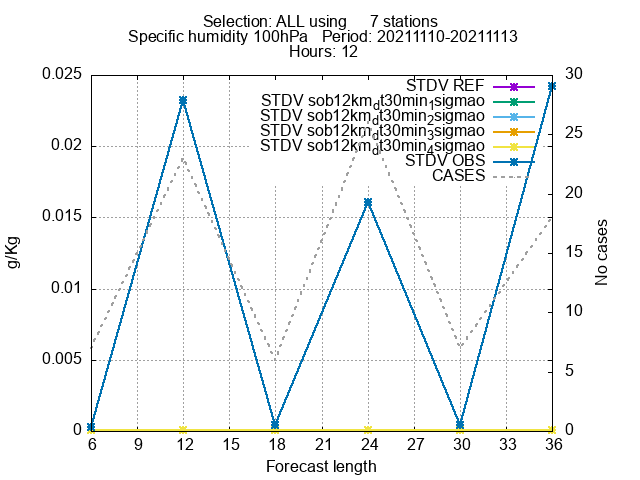 Selection: ALL using 7 stations
Specific humidity 100hPa Period: 20211110-20211113
Hours: 12
STDV REF
STDV sob12km_dt30min_1sigmao
STDV sob12km_dt30min_2sigmao
STDV sob12km_dt30min_3sigmao
STDV sob12km_dt30min_4sigmao
STDV OBS
CASES
0.025
0.02
0.015
0.01
0.005
0
g/Kg
30
25
20
15
10
5
0
No cases
6 9 12 15 18 21 24 27 30 33 36
Forecast length